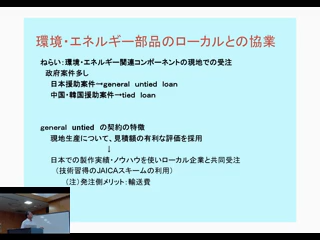 環境・エネルギー部品のローカルとの協業
ねらい：環境・エネルギー関連コンポーネントの現地での受注
政府案件多し
日本援助案件→general untied loan
中国・韓国援助案件→tied loan
general untied の契約の特徴
現地生産について、見積額の有利な評価を採用
↓
日本での製作実績・ノウハウを使いローカル企業と共同受注
（技術習得のJAICAスキームの利用）
（注）発注側メリット：輸送費